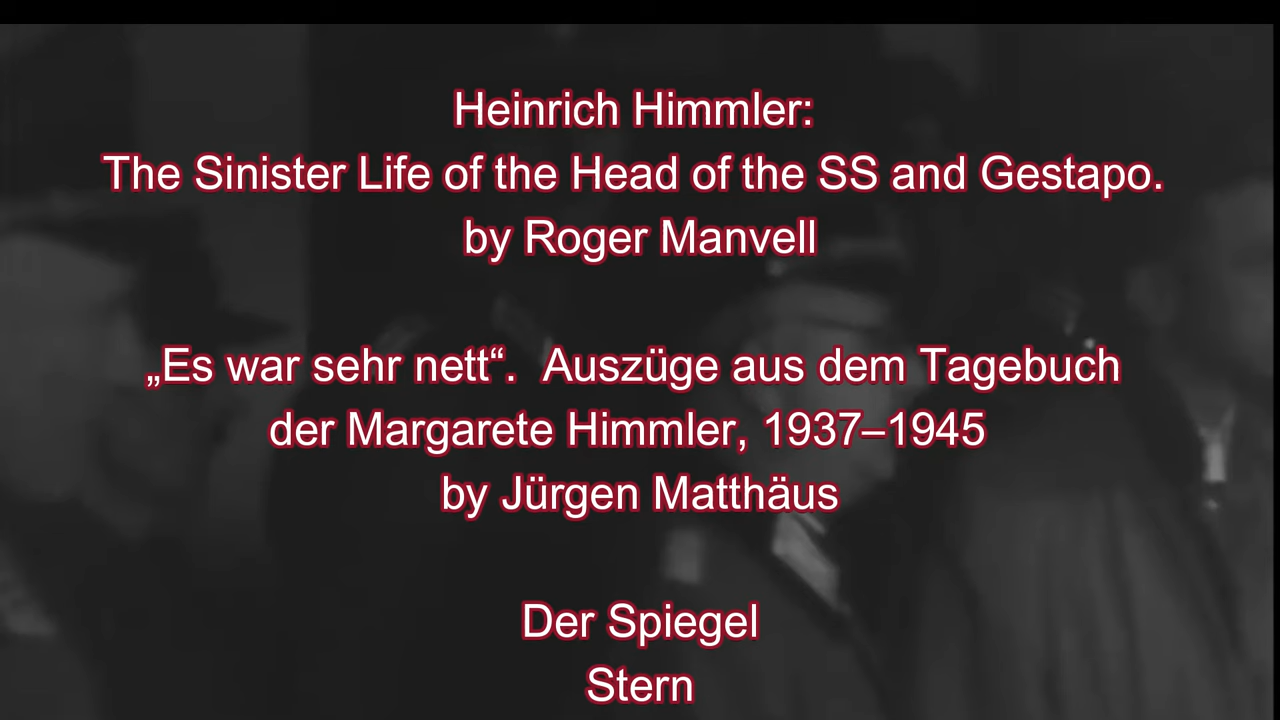 Heinrich Himmler:
The Sinister Life of the Head of the SS and Gestapo.
by Roger Manvell
„Es war sehr nett“.  Auszüge aus dem Tagebuch
der Margarete Himmler, 1937–1945
by Jürgen Matthäus
Der Spiegel
Stern